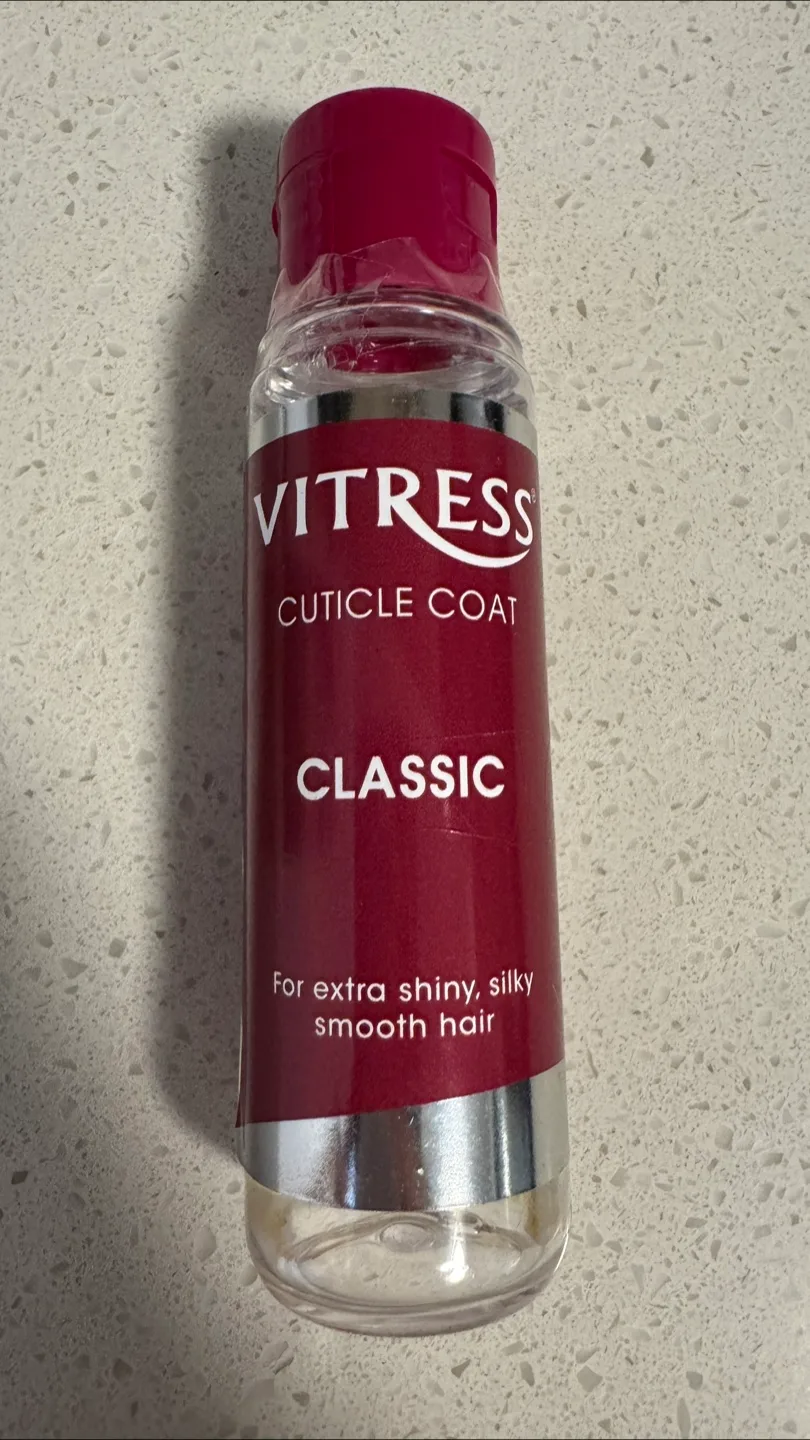 VITRESS®
CUTICLE COAT
CLASSIC
For extra shiny, silky
smooth hair